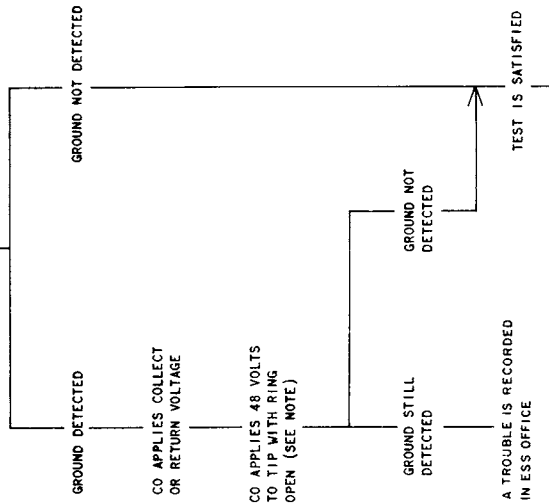 GROUND DETECTED
GROUND NOT DETECTED
CO APPLIES COLLECT
OR RETURN VOLTAGE
CO APPLIES 48 VOLTS
TO TIP WITH RING
OPEN (SEE NOTE)
GROUND STILL
DETECTED
GROUND NOT
DETECTED
A TROUBLE IS RECORDED
IN ESS OFFICE
TEST IS SATISFIED